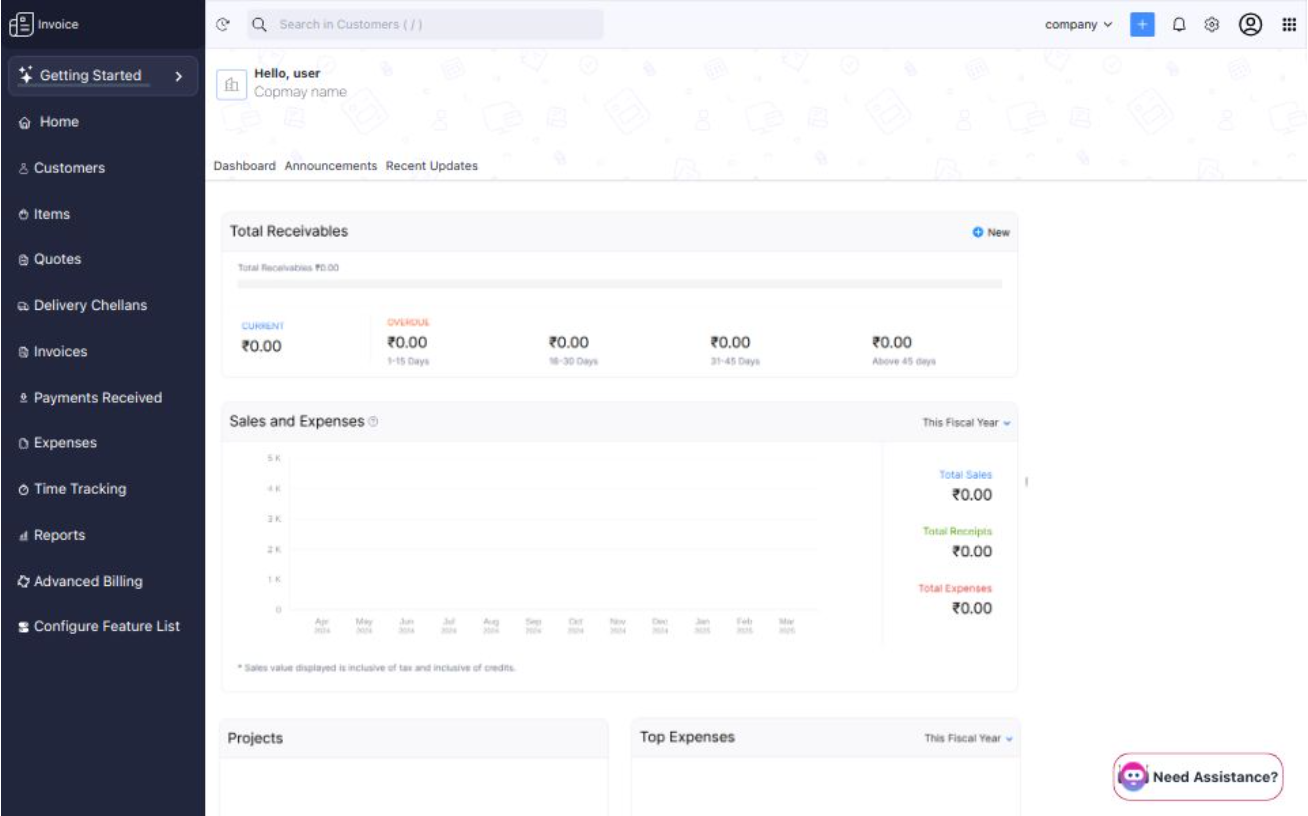 Invoice
Search in Customers ( / )
company
Getting Started
Home
Customers
Items
Quotes
Delivery Chellans
Invoices
Payments Received
Expenses
Time Tracking
Reports
Advanced Billing
Configure Feature List
Hello, user
Copmay name
Dashboard Announcements Recent Updates
Total Receivables
New
Total Receivables ₹0.00
CURRENT
₹0.00
OVERDUE
₹0.00
1-15 Days
₹0.00
16-30 Days
₹0.00
31-45 Days
₹0.00
Above 45 days
Sales and Expenses
This Fiscal Year
5 K
4 K
3 K
2 K
1 K
0
Apr May Jun Jul Aug Sep Oct Nov Dec Jan Feb Mar
2024 2024 2024 2024 2024 2024 2024 2024 2024 2025 2025 2025
Total Sales
₹0.00
Total Receipts
₹0.00
Total Expenses
₹0.00
* Sales value displayed is inclusive of tax and inclusive of credits.
Projects
Top Expenses
This Fiscal Year
Need Assistance?